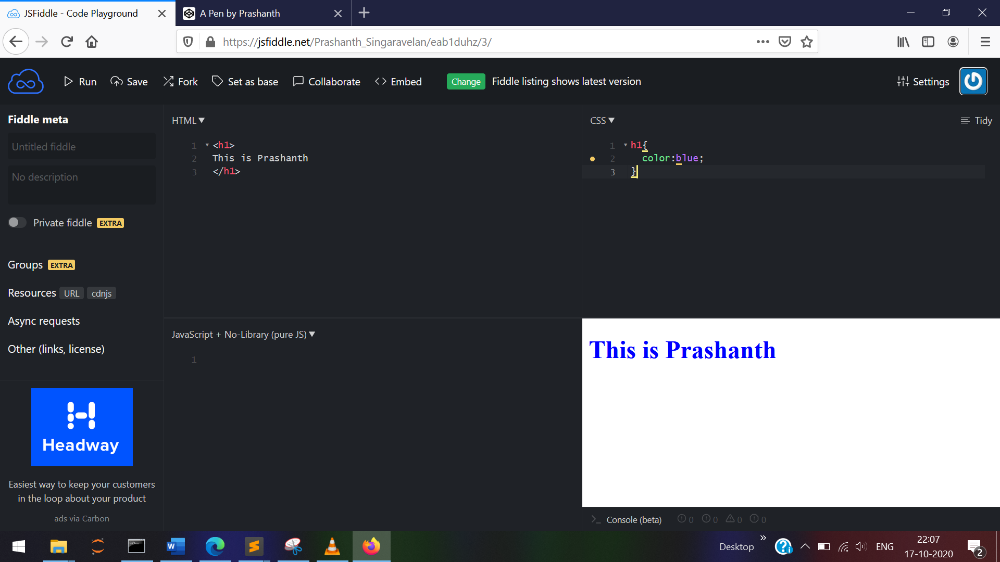 JSFiddle - Code Playground
A Pen by Prashanth
https://jsfiddle.net/Prashanth_Singaravelan/eab1duhz/3/
Run
Save
Fork
Set as base
Collaborate
Embed
Change
Fiddle listing shows latest version
Settings
Fiddle meta
Untitled fiddle
No description
Private fiddle EXTRA
Groups EXTRA
Resources URL cdnjs
Async requests
Other (links, license)
Headway
Easiest way to keep your customers
in the loop about your product
ads via Carbon
HTML
1 <h1>
2 This is Prashanth
3 </h1>
CSS
Tidy
1 h1{
2 color:blue;
3 }
JavaScript + No-Library (pure JS)
1
This is Prashanth
Console (beta) 0 0 0 0
Desktop
ENG
22:07
17-10-2020
2